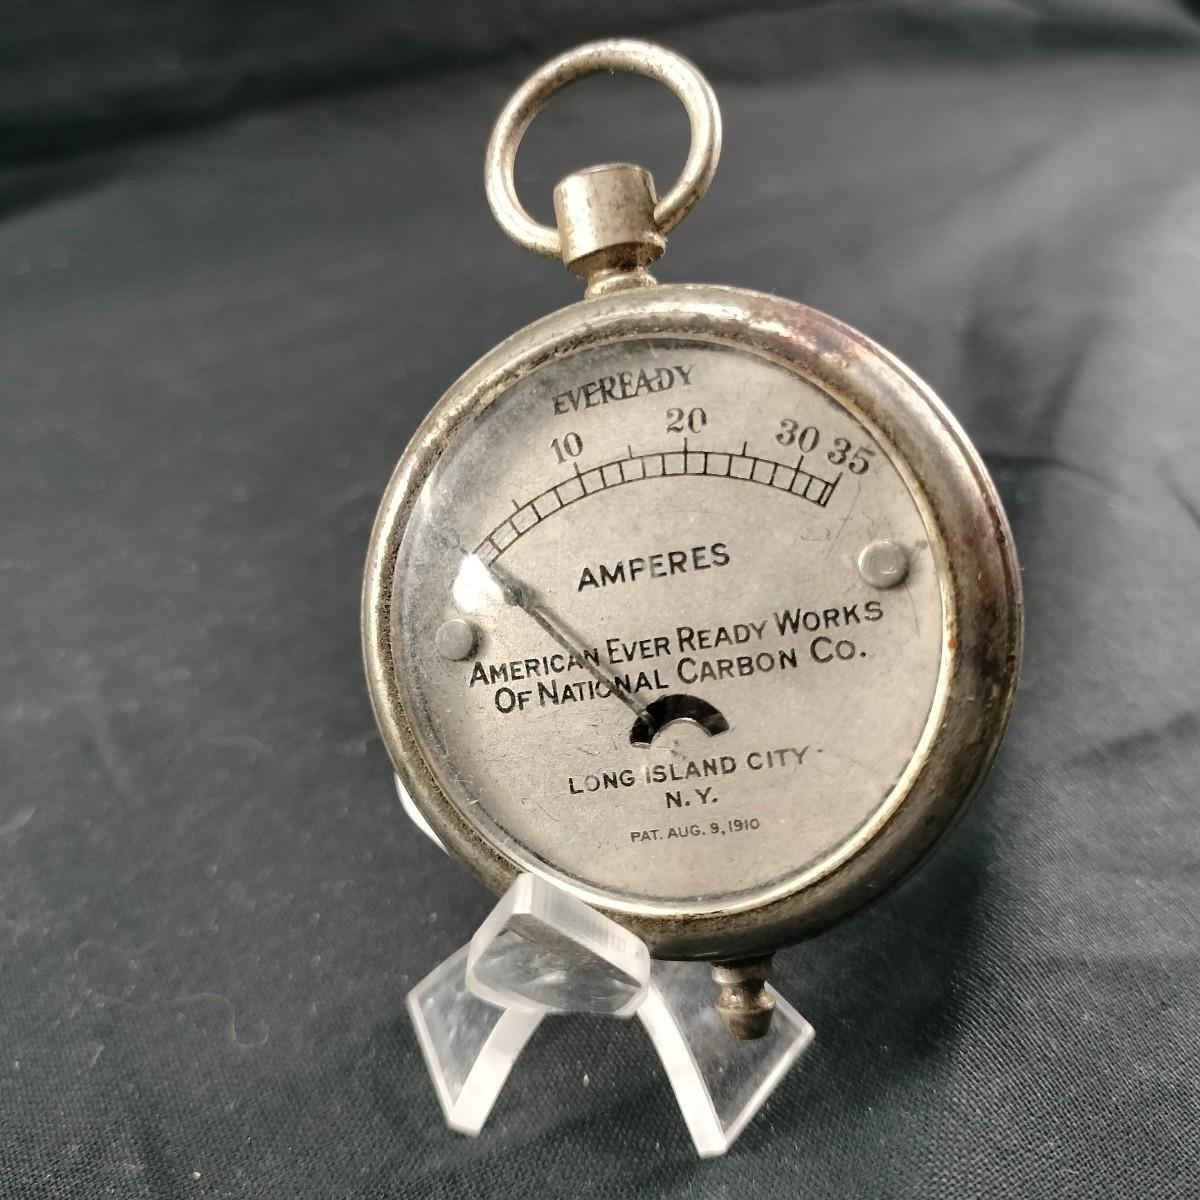 EVEREADY
10 20 30 35
AMPERES
AMERICAN EVER READY WORKS
OF NATIONAL CARBON CO.
LONG ISLAND CITY
N.Y.
PAT. AUG. 9, 1910